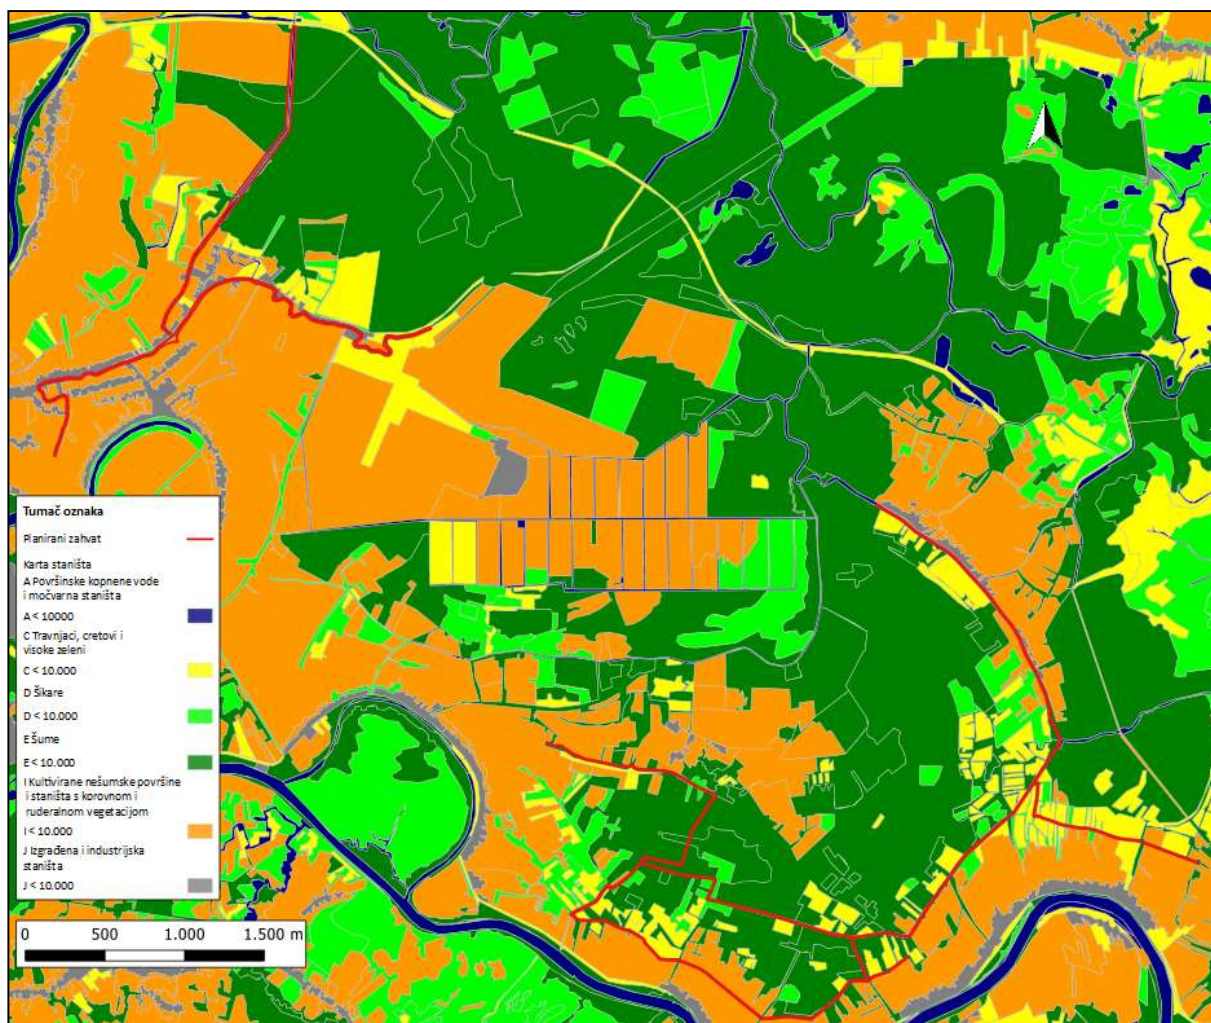 Tumač oznaka
Planirani zahvat
Karta staništa
A Površinske kopnene vode
i močvarna staništa
A < 10000
C Travnjaci, cretovi i
visoke zeleni
C < 10.000
D Šikare
D < 10.000
E Šume
E < 10.000
I Kultivirane nešumske površine
i staništa s korovnom i
ruderalnom vegetacijom
I < 10.000
J Izgrađena i industrijska
staništa
J < 10.000
0 500 1.000 1.500 m